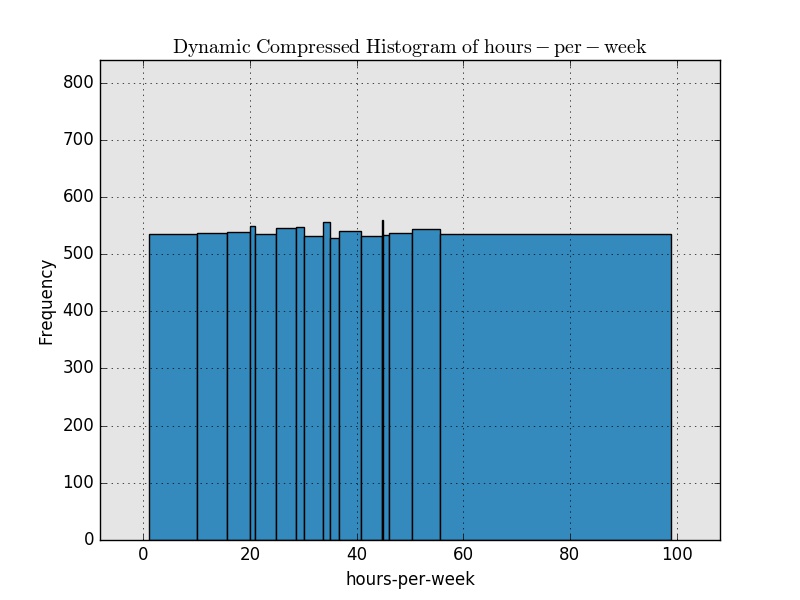 Dynamic Compressed Histogram of hours − per − week
800
700
600
500
400
300
200
100
0
Frequency
0 20 40 60 80 100
hours-per-week